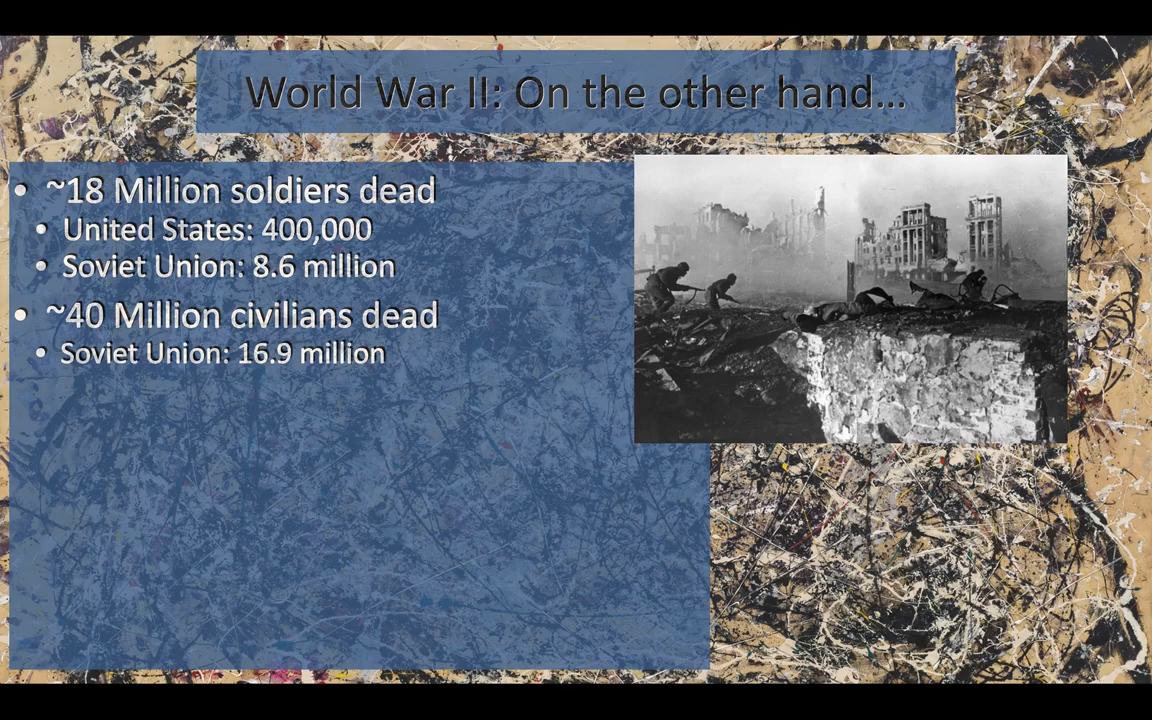 World War II: On the other hand...
• ~18 Million soldiers dead
• United States: 400,000
• Soviet Union: 8.6 million
• ~40 Million civilians dead
• Soviet Union: 16.9 million